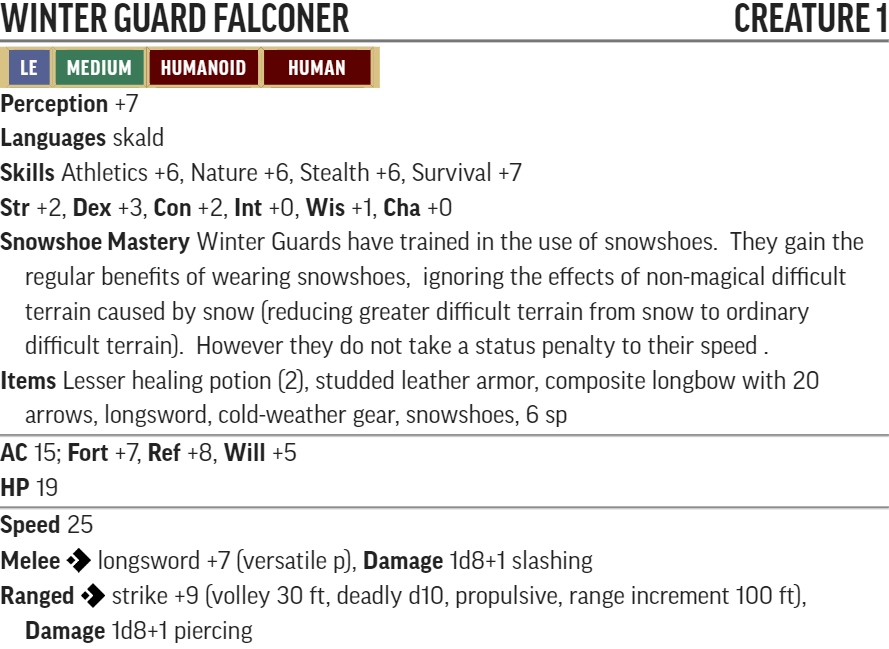 WINTER GUARD FALCONER CREATURE 1
LE MEDIUM HUMANOID HUMAN
Perception +7
Languages skald
Skills Athletics +6, Nature +6, Stealth +6, Survival +7
Str +2, Dex +3, Con +2, Int +0, Wis +1, Cha +0
Snowshoe Mastery Winter Guards have trained in the use of snowshoes.  They gain the
regular benefits of wearing snowshoes,  ignoring the effects of non-magical difficult
terrain caused by snow (reducing greater difficult terrain from snow to ordinary
difficult terrain).  However they do not take a status penalty to their speed .
Items Lesser healing potion (2), studded leather armor, composite longbow with 20
arrows, longsword, cold-weather gear, snowshoes, 6 sp
AC 15; Fort +7, Ref +8, Will +5
HP 19
Speed 25
Melee longsword +7 (versatile p), Damage 1d8+1 slashing
Ranged strike +9 (volley 30 ft, deadly d10, propulsive, range increment 100 ft),
Damage 1d8+1 piercing